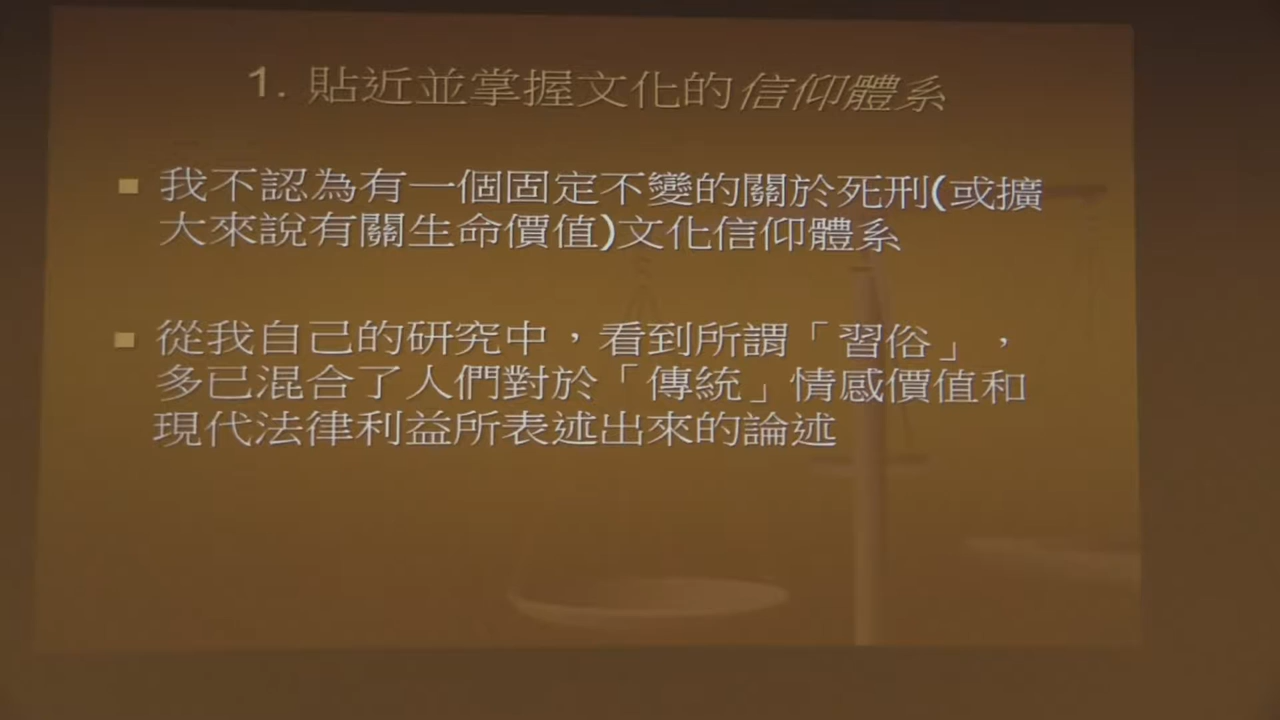 1. 貼近並掌握文化的信仰體系
我不認為有一個固定不變的關於死刑(或擴
大來說有關生命價值)文化信仰體系
從我自己的研究中，看到所謂「習俗」，
多已混合了人們對於「傳統」情感價值和
現代法律利益所表述出來的論述